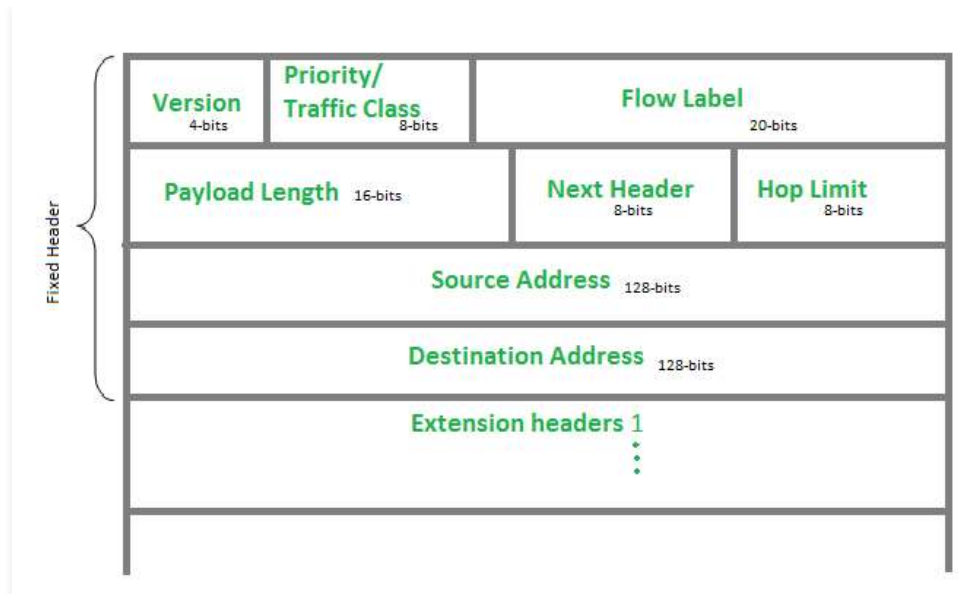 Priority/
Version Traffic Class Flow Label
4-bits 8-bits 20-bits
Payload Length 16-bits Next Header Hop Limit
8-bits 8-bits
Fixed Header
Source Address 128-bits
Destination Address 128-bits
Extension headers 1